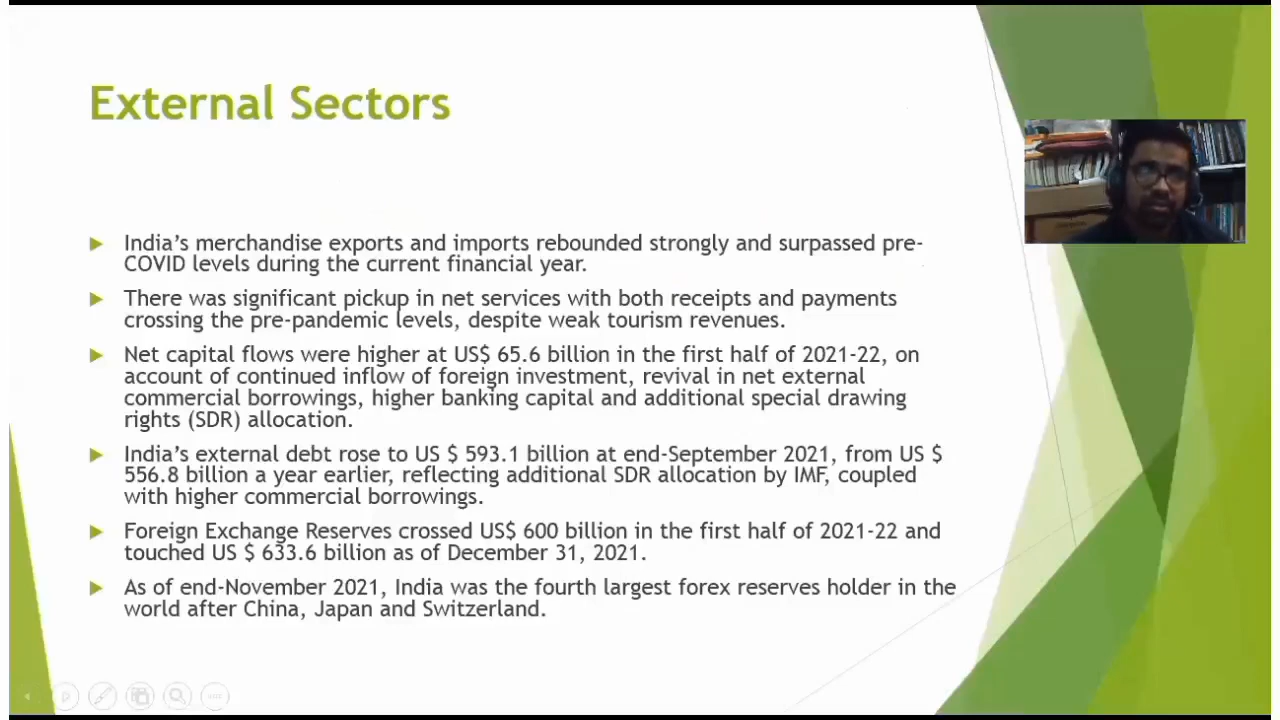 External Sectors
India's merchandise exports and imports rebounded strongly and surpassed pre-
COVID levels during the current financial year.
There was significant pickup in net services with both receipts and payments
crossing the pre-pandemic levels, despite weak tourism revenues.
Net capital flows were higher at US$ 65.6 billion in the first half of 2021-22, on
account of continued inflow of foreign investment, revival in net external
commercial borrowings, higher banking capital and additional special drawing
rights (SDR) allocation.
India's external debt rose to US $ 593.1 billion at end-September 2021, from US $
556.8 billion a year earlier, reflecting additional SDR allocation by IMF, coupled
with higher commercial borrowings.
Foreign Exchange Reserves crossed US$ 600 billion in the first half of 2021-22 and
touched US $ 633.6 billion as of December 31, 2021.
As of end-November 2021, India was the fourth largest forex reserves holder in the
world after China, Japan and Switzerland.